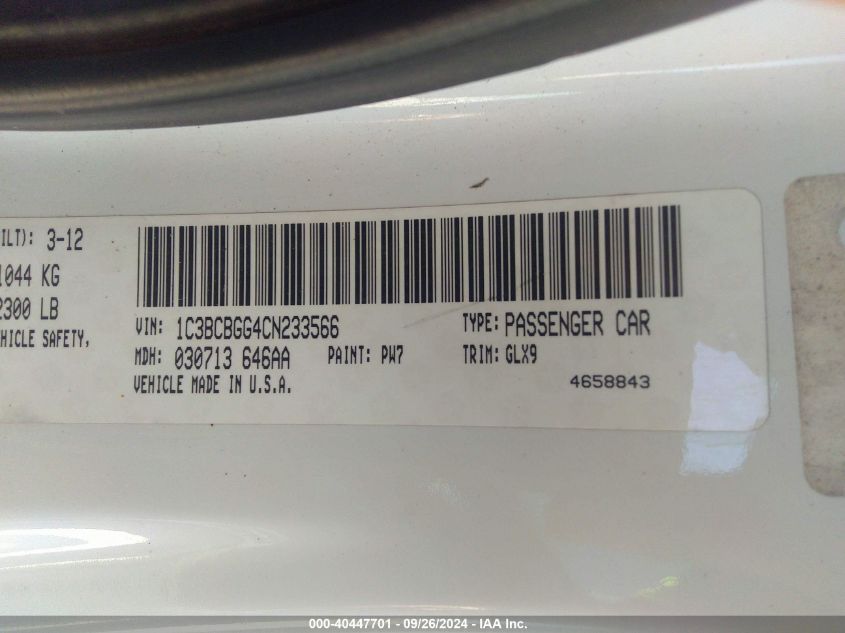 ILT): 3-12
1044 KG
2300 LB
HICLE SAFETY,
VIN: 1C3BCBGG4CN233566 TYPE: PASSENGER CAR
MDH: 030713 646AA PAINT: PW7 TRIM: GLX9
VEHICLE MADE IN U.S.A. 4658843
000-40447701 - 09/26/2024 - IAA Inc.